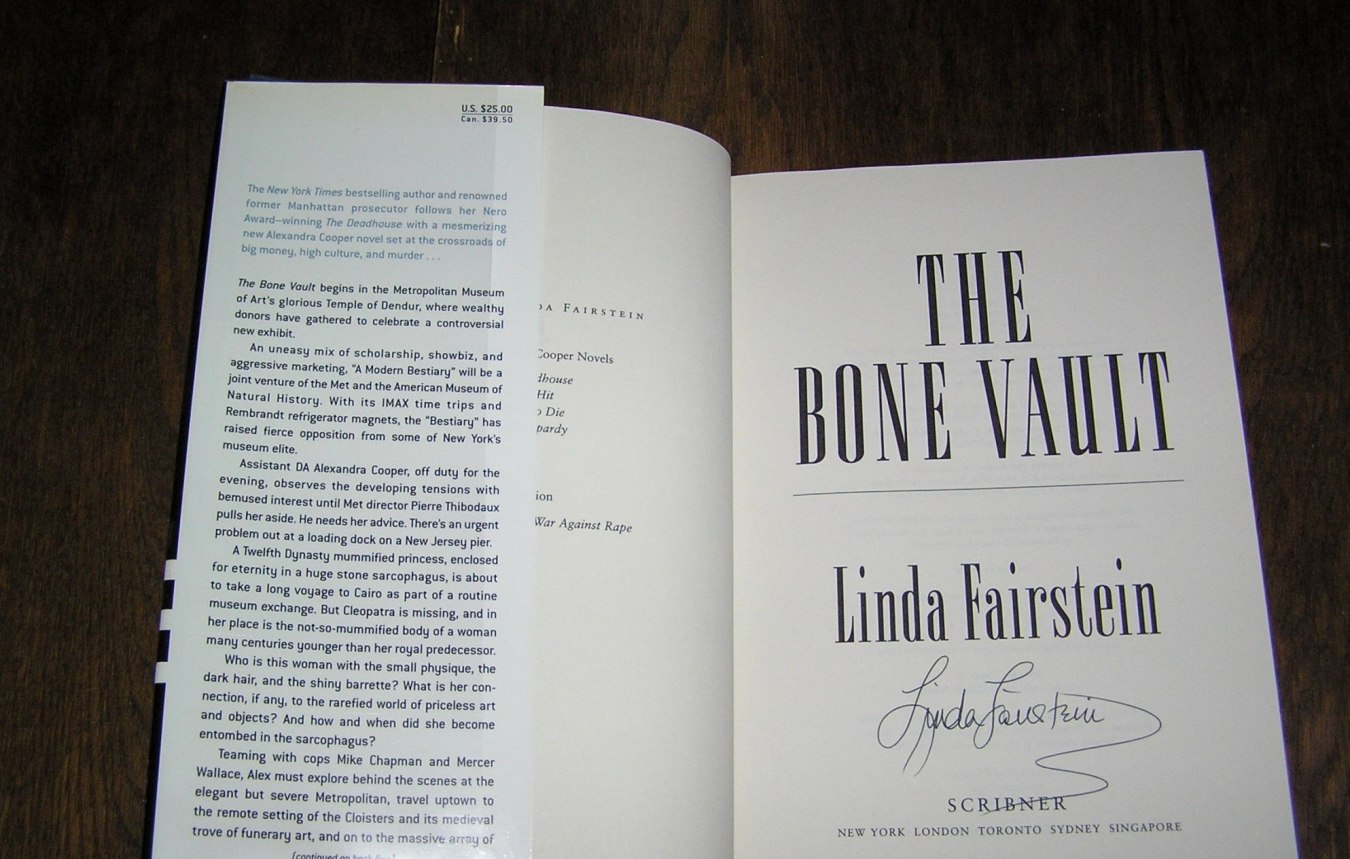 U.S. $25.00
Can. $39.50
The New York Times bestselling author and renowned
former Manhattan prosecutor follows her Nero
Award–winning The Deadhouse with a mesmerizing
new Alexandra Cooper novel set at the crossroads of
big money, high culture, and murder . . .
The Bone Vault begins in the Metropolitan Museum
of Art's glorious Temple of Dendur, where wealthy
donors have gathered to celebrate a controversial
new exhibit.
An uneasy mix of scholarship, showbiz, and
aggressive marketing, "A Modern Bestiary" will be a
joint venture of the Met and the American Museum of
Natural History. With its IMAX time trips and
Rembrandt refrigerator magnets, the "Bestiary" has
raised fierce opposition from some of New York's
museum elite.
Assistant DA Alexandra Cooper, off duty for the
evening, observes the developing tensions with
bemused interest until Met director Pierre Thibodaux
pulls her aside. He needs her advice. There's an urgent
problem out at a loading dock on a New Jersey pier.
A Twelfth Dynasty mummified princess, enclosed
for eternity in a huge stone sarcophagus, is about
to take a long voyage to Cairo as part of a routine
museum exchange. But Cleopatra is missing, and in
her place is the not-so-mummified body of a woman
many centuries younger than her royal predecessor.
Who is this woman with the small physique, the
dark hair, and the shiny barrette? What is her con-
nection, if any, to the rarefied world of priceless art
and objects? And how and when did she become
entombed in the sarcophagus?
Teaming with cops Mike Chapman and Mercer
Wallace, Alex must explore behind the scenes at the
elegant but severe Metropolitan, travel uptown to
the remote setting of the Cloisters and its medieval
trove of funerary art, and on to the massive array of
(continued on back flap)
DA FAIRSTEIN
Cooper Novels
dhouse
Hit
o Die
pardy
ion
War Against Rape
THE
BONE VAULT
Linda Fairstein
Linda Fairstein
SCRIBNER
NEW YORK LONDON TORONTO SYDNEY SINGAPORE